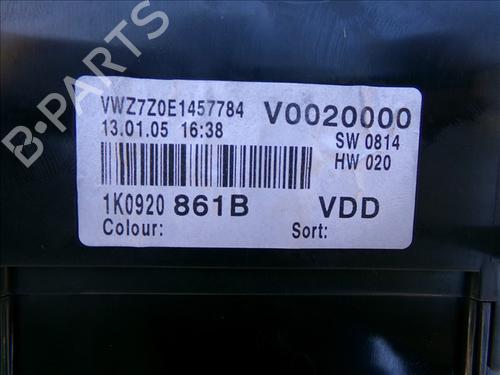 B-PARTS
VWZ7Z0E1457784 V0020000
13.01.05 16:38 SW 0814
HW 020
1K0920 861B VDD
Colour: Sort: